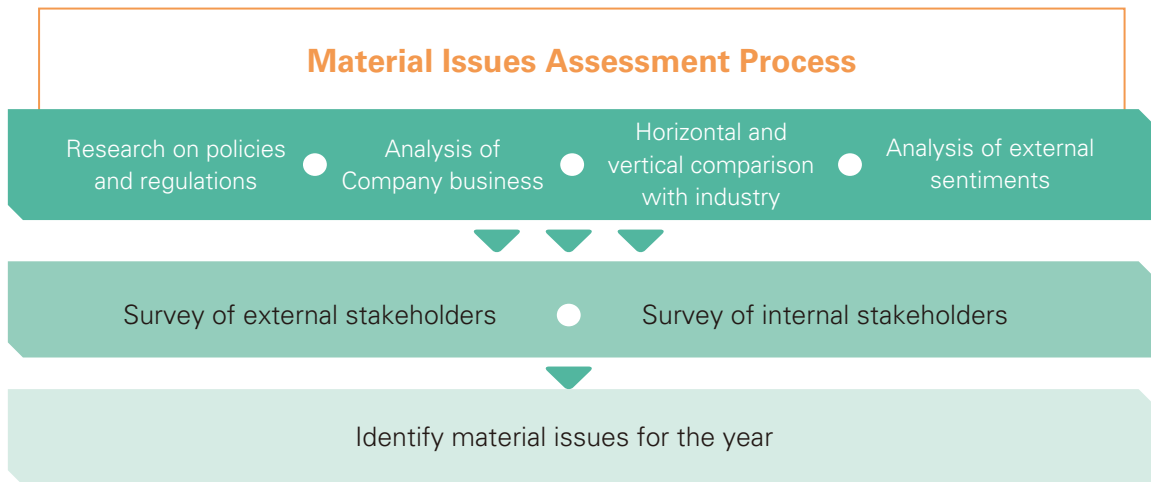 Material Issues Assessment Process
Research on policies
and regulations
Analysis of
Company business
Horizontal and
vertical comparison
with industry
Analysis of external
sentiments
Survey of external stakeholders
Survey of internal stakeholders
Identify material issues for the year